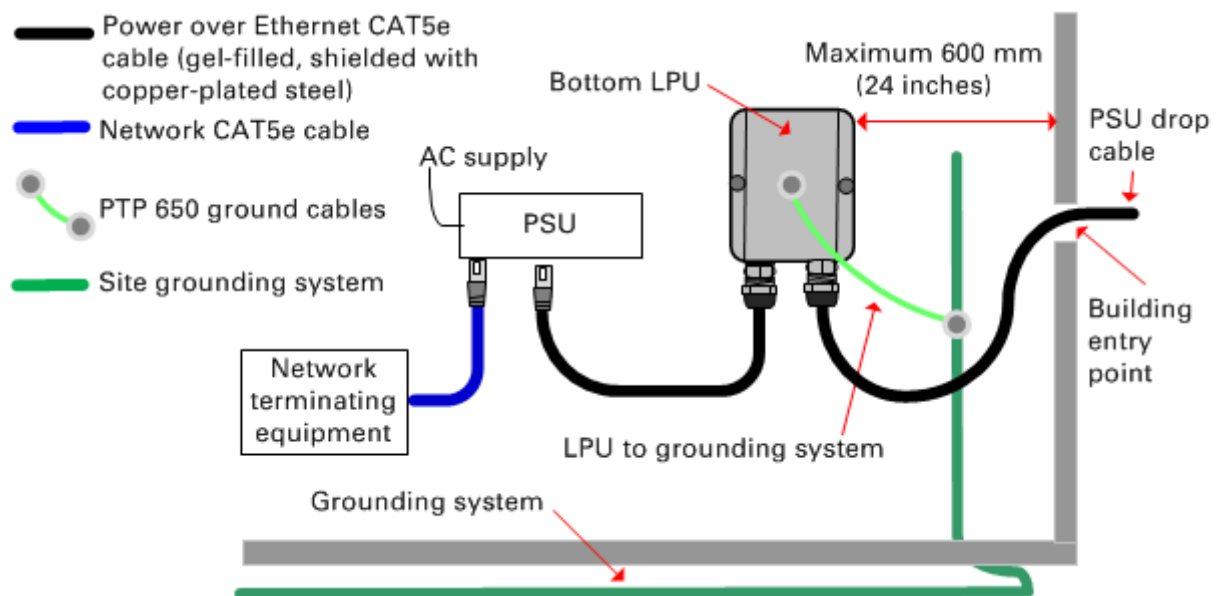 Power over Ethernet CAT5e
cable (gel-filled, shielded with
copper-plated steel)
Network CAT5e cable
PTP 650 ground cables
Site grounding system
AC supply
PSU
Network
terminating
equipment
Bottom LPU
Maximum 600 mm
(24 inches)
PSU drop
cable
Building
entry
point
LPU to grounding system
Grounding system